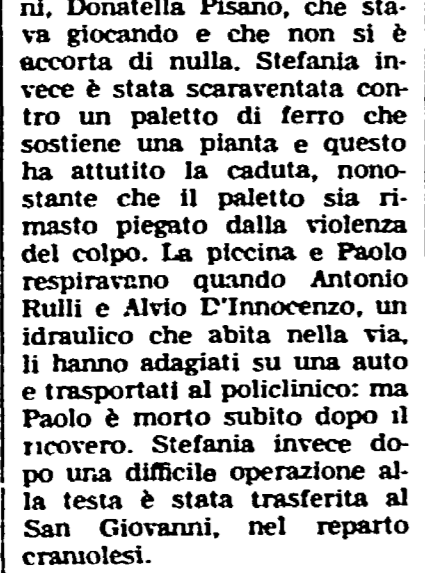 ni, Donatella Pisano, che sta-
va giocando e che non si è
accorta di nulla. Stefania in-
vece è stata scaraventata con-
tro un paletto di ferro che
sostiene una pianta e questo
ha attutito la caduta, nono-
stante che il paletto sia ri-
masto piegato dalla violenza
del colpo. La piccina e Paolo
respiravano quando Antonio
Rulli e Alvio D'Innocenzo, un
idraulico che abita nella via,
li hanno adagiati su una auto
e trasportati al policlinico: ma
Paolo è morto subito dopo il
ricovero. Stefania invece do-
po una difficile operazione al-
la testa è stata trasferita al
San Giovanni, nel reparto
craniolesi.